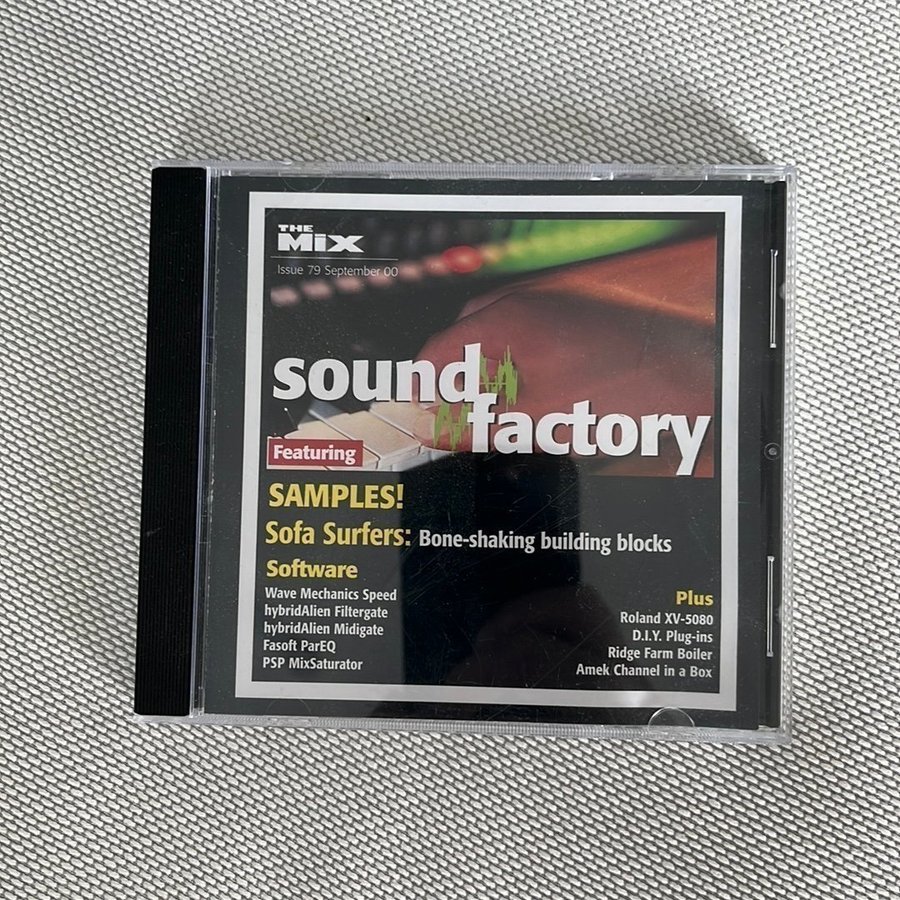 THE
MiX
Issue 79 September 00
sound
factory
Featuring
SAMPLES!
Sofa Surfers: Bone-shaking building blocks
Software
Wave Mechanics Speed
hybridAlien Filtergate
hybridAlien Midigate
Fasoft ParEQ
PSP MixSaturator
Plus
Roland XV-5080
D.I.Y. Plug-ins
Ridge Farm Boiler
Amek Channel in a Box